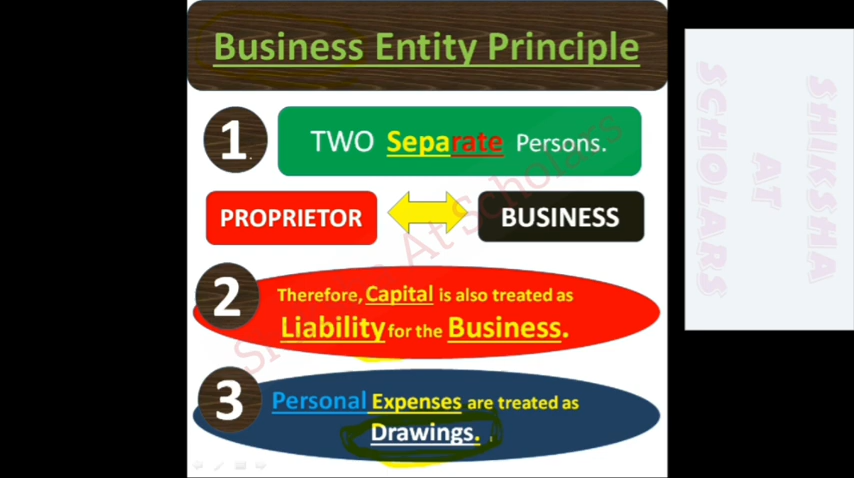 Business Entity Principle
1.
TWO Separate Persons.
PROPRIETOR
BUSINESS
2
Therefore, Capital is also treated as
Liability for the Business.
3
Personal Expenses are treated as
Drawings.
SHIKSHA
AT
SCHOLARS